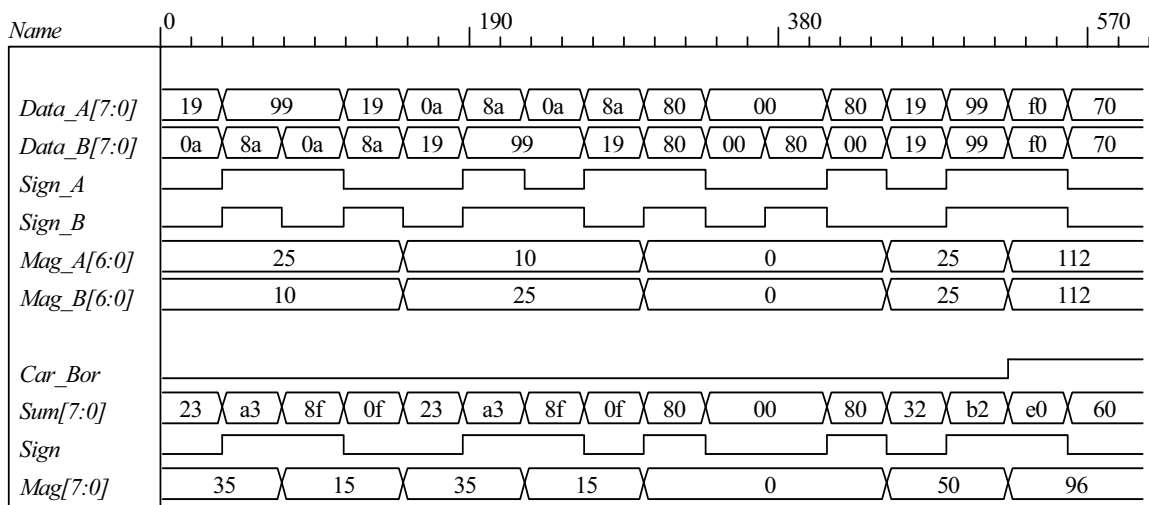 Name 0 190 380 570
Data_A[7:0] 19 99 19 0a 8a 0a 8a 80 00 80 19 99 f0 70
Data_B[7:0] 0a 8a 0a 8a 19 99 19 80 00 80 00 19 99 f0 70
Sign_A
Sign_B
Mag_A[6:0] 25 10 0 25 112
Mag_B[6:0] 10 25 0 25 112
Car_Bor
Sum[7:0] 23 a3 8f 0f 23 a3 8f 0f 80 00 80 32 b2 e0 60
Sign
Mag[7:0] 35 15 35 15 0 50 96